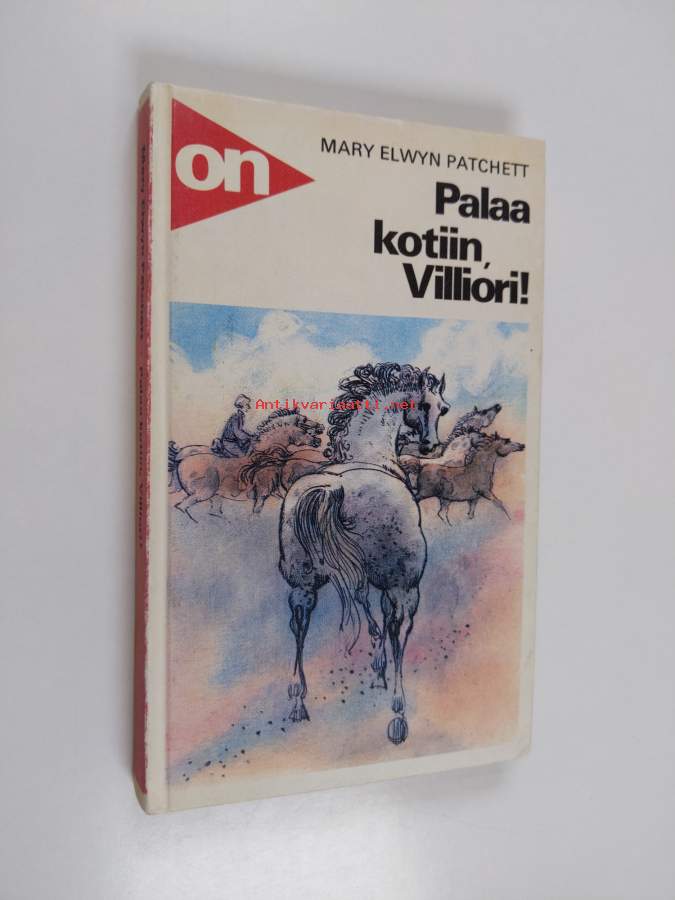 on
MARY ELWYN PATCHETT
Palaa
kotiin,
Villiori!
Antikvariaatti.net